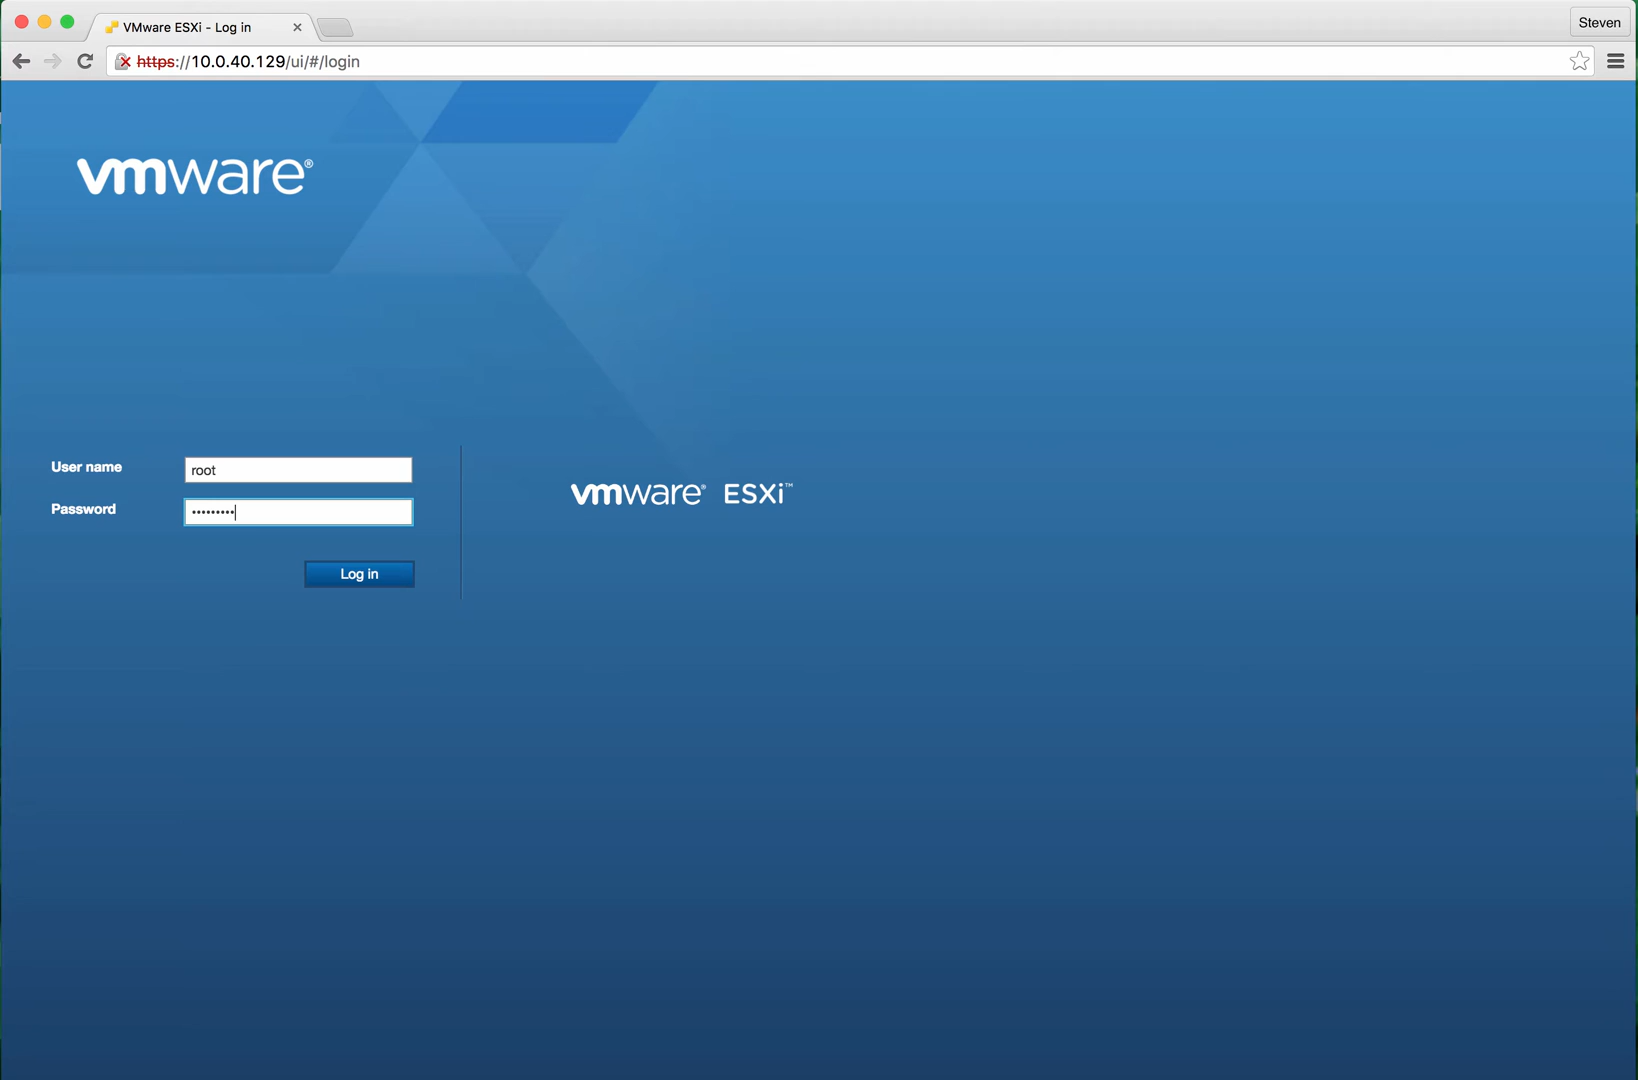 VMware ESXi - Log in
Steven
https://10.0.40.129/ui/#/login
vmware®
User name
root
Password
•••••••••
Log in
vmware® ESXi™